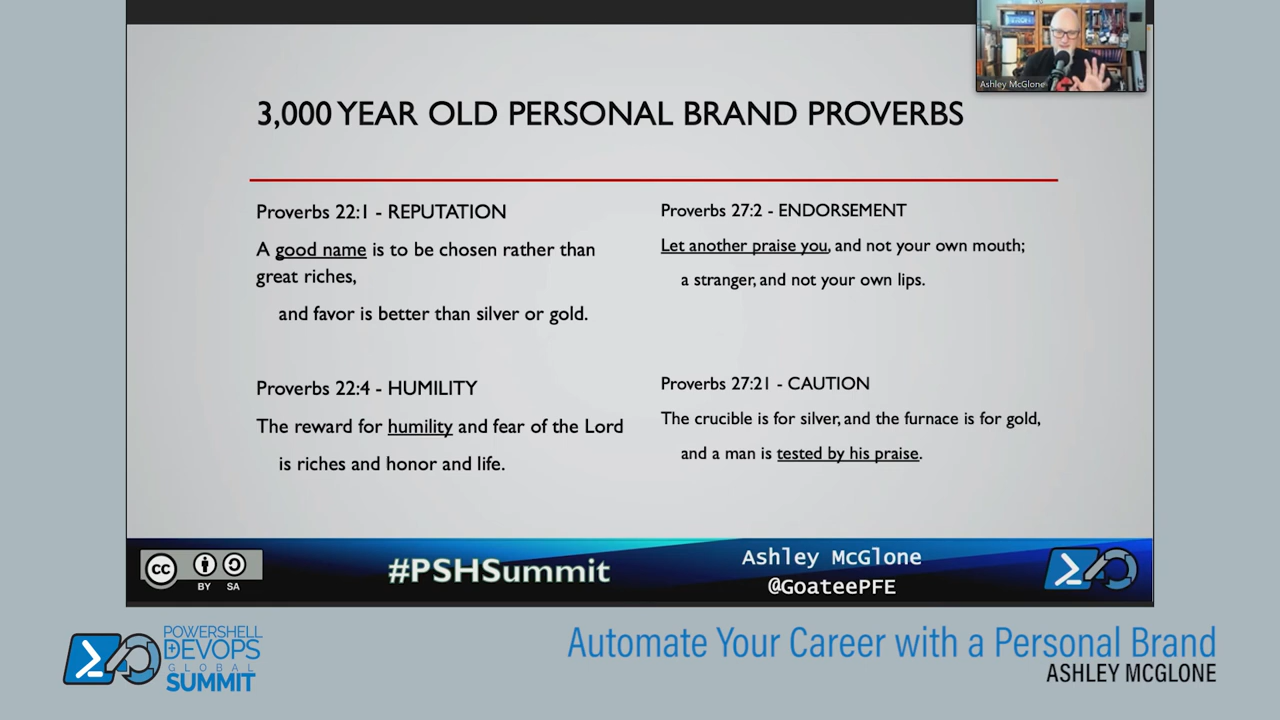 Ashley McGlone
3,000 YEAR OLD PERSONAL BRAND PROVERBS
Proverbs 22:1 - REPUTATION
A good name is to be chosen rather than
great riches,
and favor is better than silver or gold.
Proverbs 22:4 - HUMILITY
The reward for humility and fear of the Lord
is riches and honor and life.
Proverbs 27:2 - ENDORSEMENT
Let another praise you, and not your own mouth;
a stranger, and not your own lips.
Proverbs 27:21 - CAUTION
The crucible is for silver, and the furnace is for gold,
and a man is tested by his praise.
cc
BY SA
#PSHSummit
Ashley McGlone
@GoateePFE
POWERSHELL
DEVOPS
GLOBAL
SUMMIT
Automate Your Career with a Personal Brand
ASHLEY MCGLONE